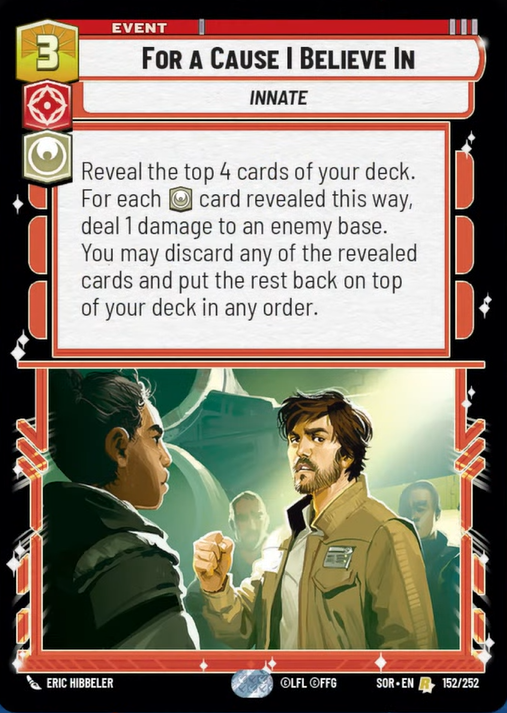 EVENT
3
FOR A CAUSE I BELIEVE IN
INNATE
Reveal the top 4 cards of your deck.
For each card revealed this way,
deal 1 damage to an enemy base.
You may discard any of the revealed
cards and put the rest back on top
of your deck in any order.
ERIC HIBBELER
©LFL ©FFG
SOR • EN R 152/252